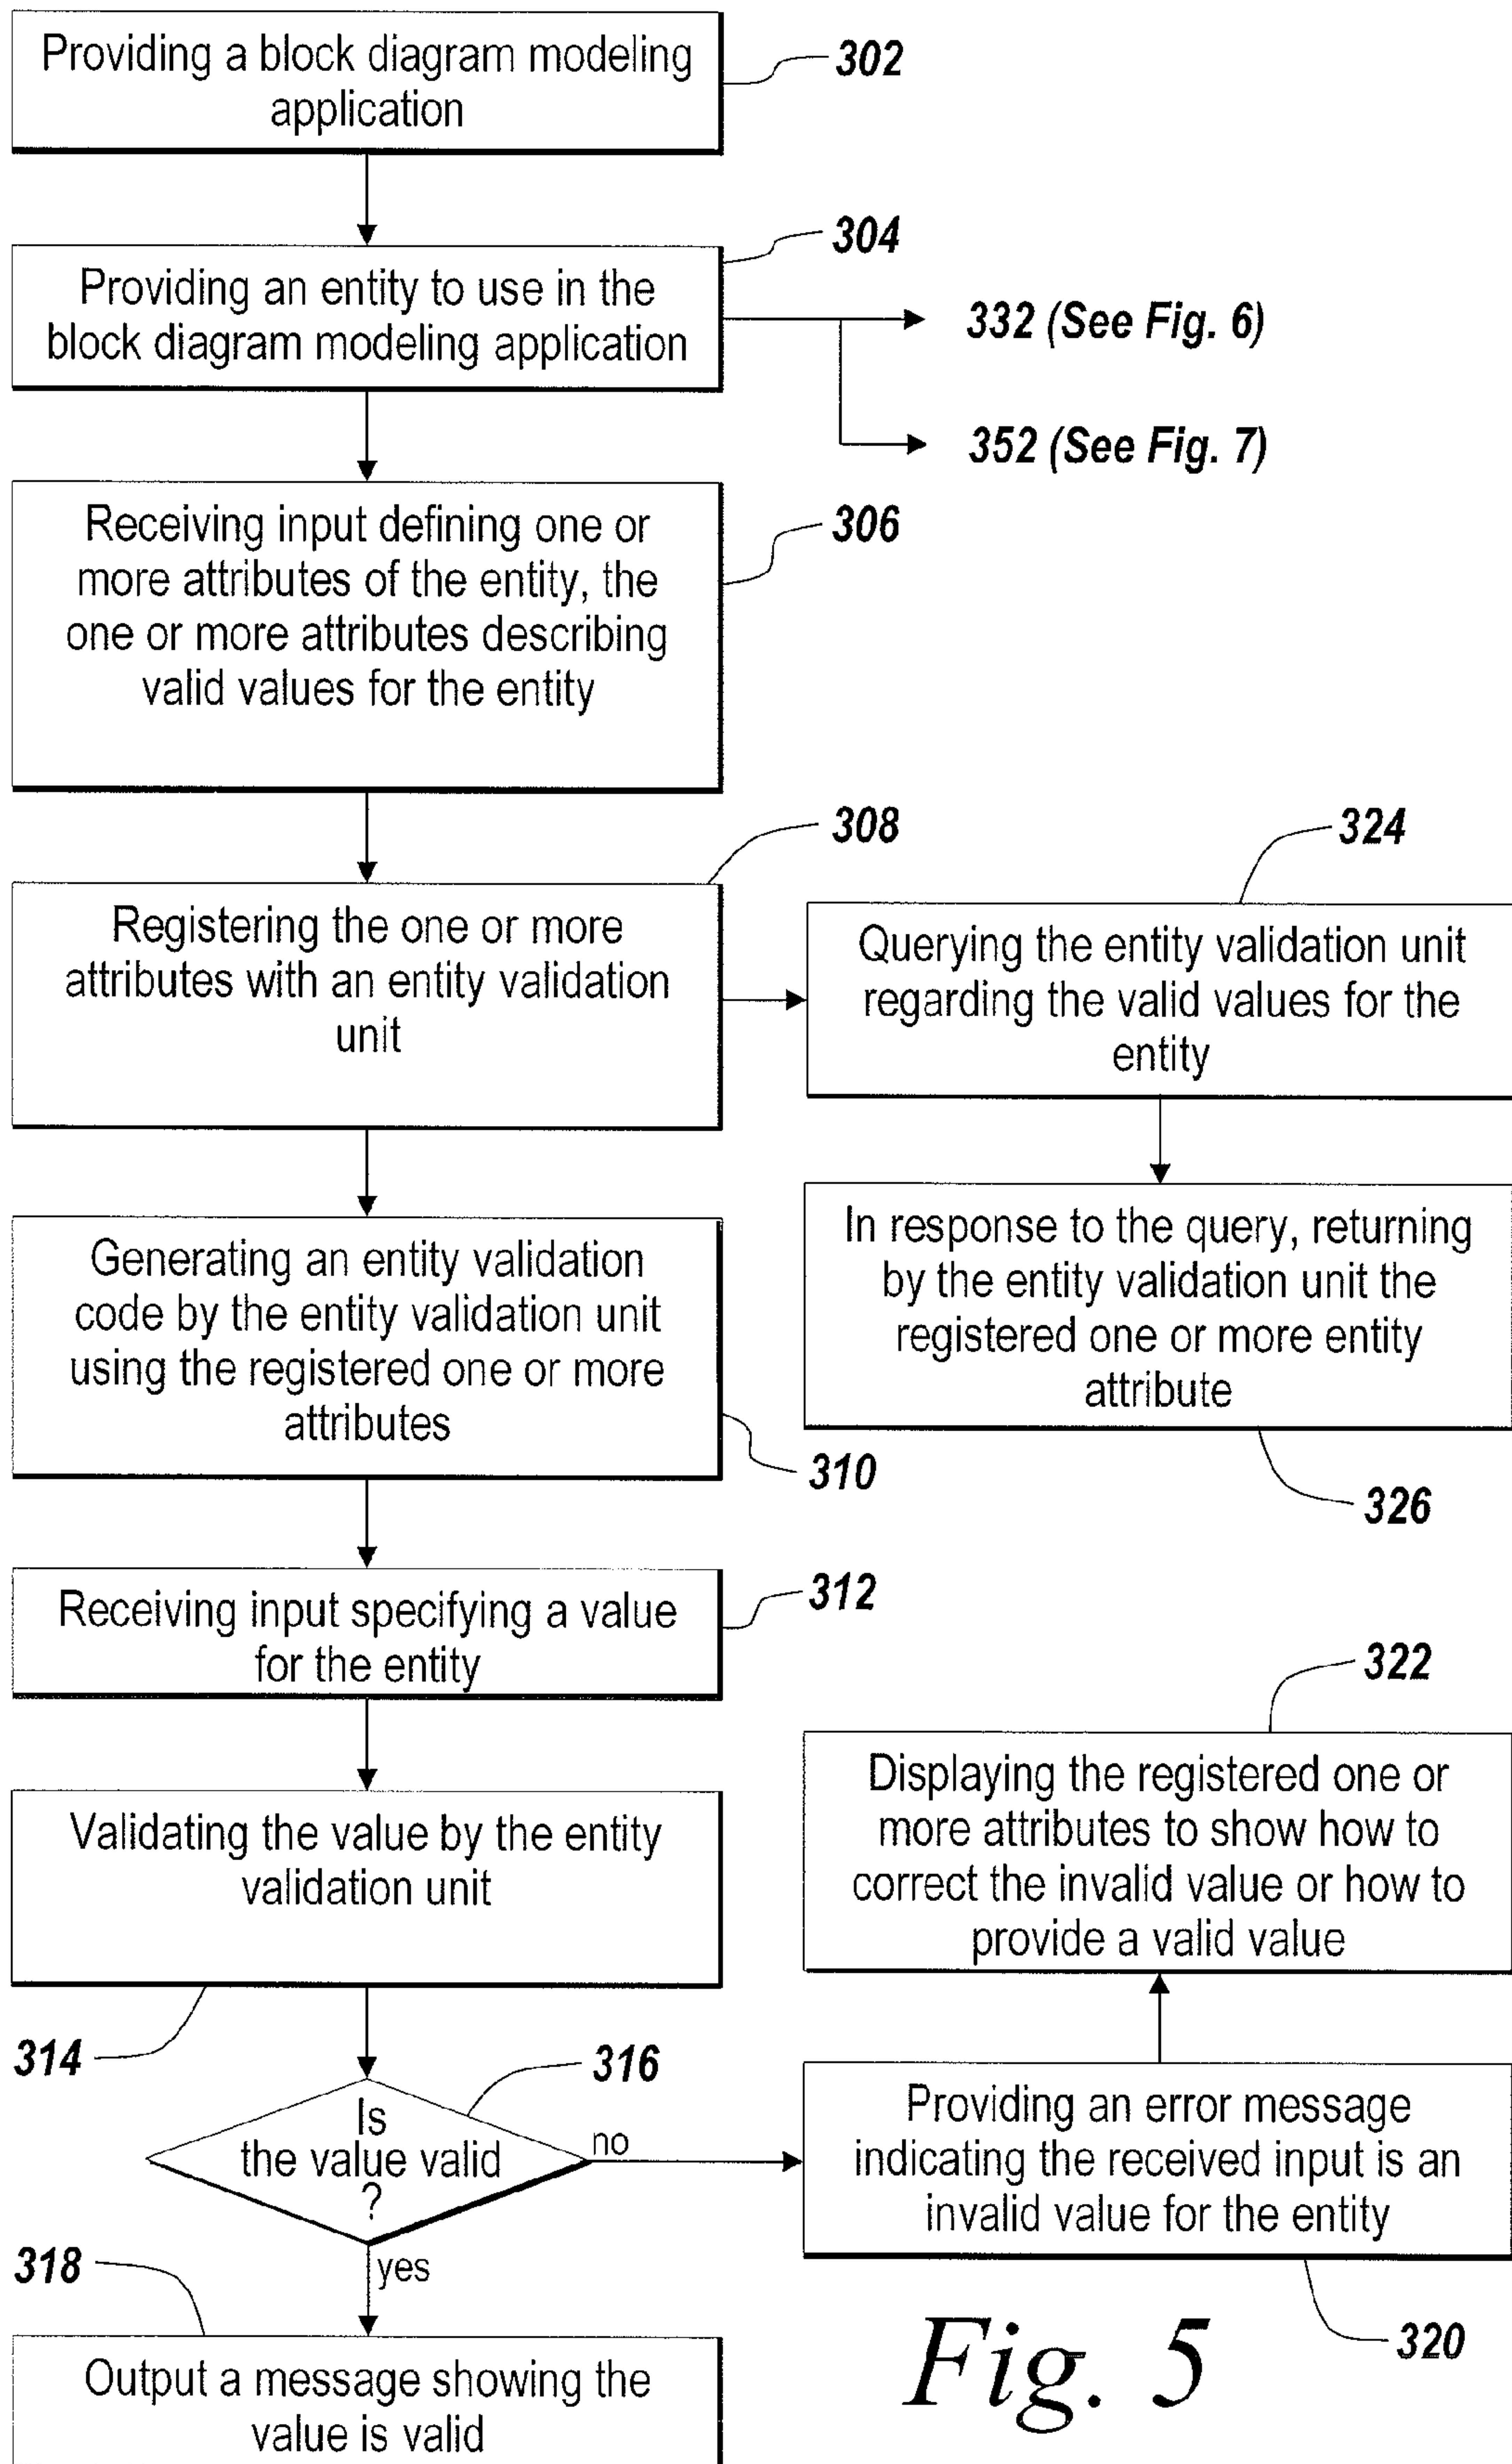 Providing a block diagram modeling
application
302
304
Providing an entity to use in the
block diagram modeling application
332 (See Fig. 6)
352 (See Fig. 7)
Receiving input defining one or
more attributes of the entity, the
one or more attributes describing
valid values for the entity
306
308
Registering the one or more
attributes with an entity validation
unit
324
Querying the entity validation unit
regarding the valid values for the
entity
Generating an entity validation
code by the entity validation unit
using the registered one or more
attributes
310
In response to the query, returning
by the entity validation unit the
registered one or more entity
attribute
326
Receiving input specifying a value
for the entity
312
322
Displaying the registered one or
more attributes to show how to
correct the invalid value or how to
provide a valid value
Validating the value by the entity
validation unit
314
316
Is
the value valid
?
no
yes
Providing an error message
indicating the received input is an
invalid value for the entity
320
318
Output a message showing the
value is valid
Fig. 5